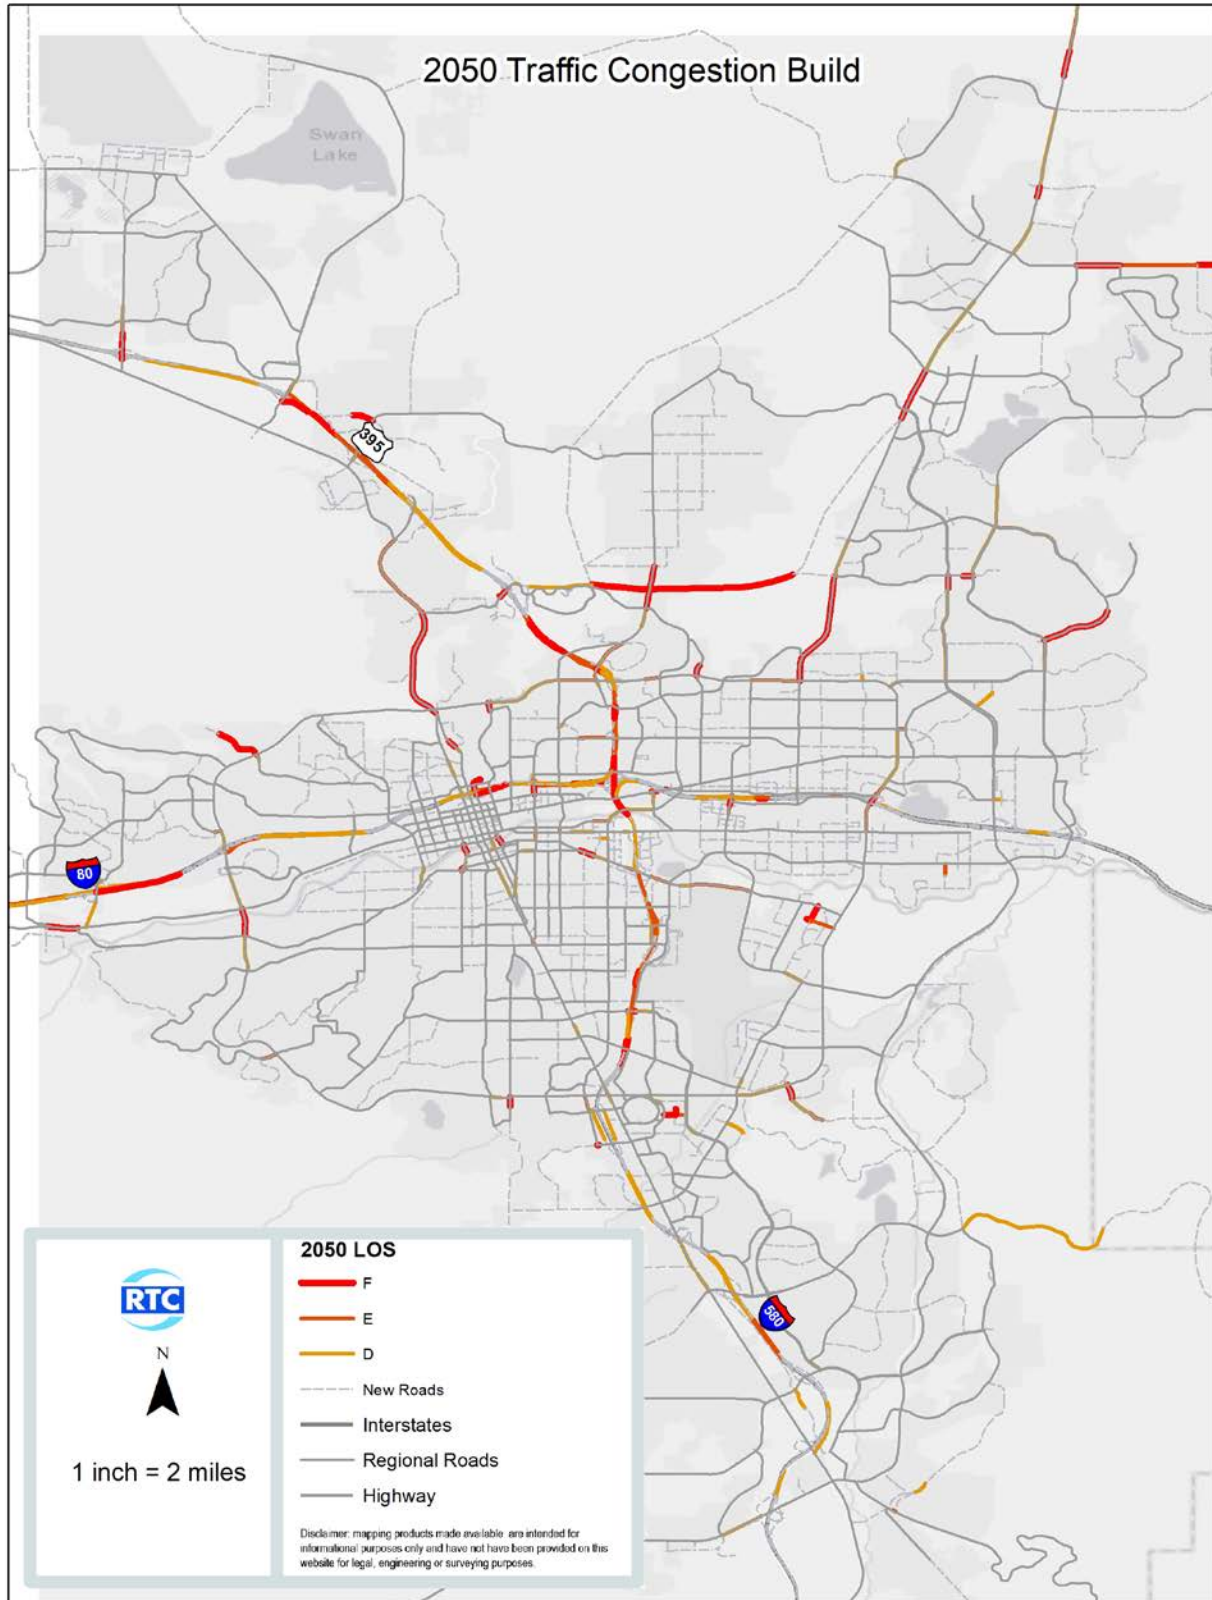 2050 Traffic Congestion Build
Swan
Lake
395
80
580
2050 LOS
F
E
D
New Roads
Interstates
Regional Roads
Highway
RTC
N
1 inch = 2 miles
Disclaimer: mapping products made available are intended for
informational purposes only and have not have been provided on this
website for legal, engineering or surveying purposes.